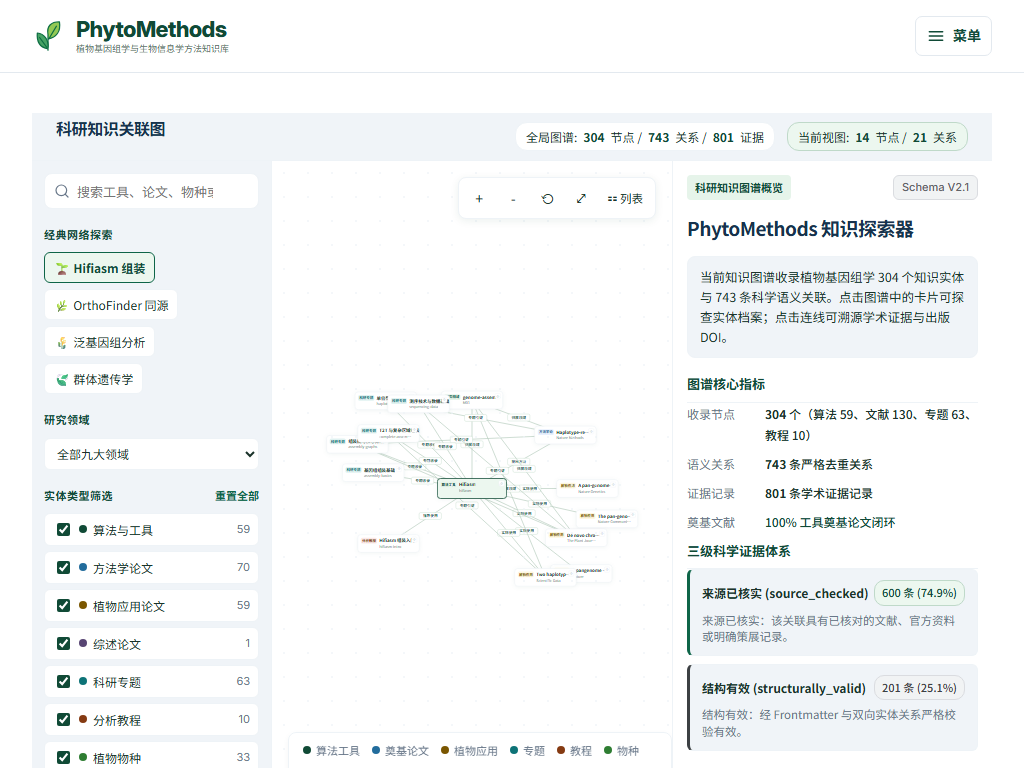 PhytoMethods
植物基因组学与生物信息学方法知识库
菜单
科研知识关联图
全局图谱: 304 节点 / 743 关系 / 801 证据
当前视图: 14 节点 / 21 关系
搜索工具、论文、物种或
经典网络探索
Hifiasm 组装
OrthoFinder 同源
泛基因组分析
群体遗传学
研究领域
全部九大领域
实体类型筛选
重置全部
算法与工具 59
方法学论文 70
植物应用论文 59
综述论文 1
科研专题 63
分析教程 10
植物物种 33
+
-
列表
genome-assem
Haplotype-re…
Nature Methods
Hifiasm
A pan-genome
The pan-geno…
De novo chro…
Two haplotyp…
pangenome…
算法工具
奠基论文
植物应用
专题
教程
物种
科研知识图谱概览
Schema V2.1
PhytoMethods 知识探索器
当前知识图谱收录植物基因组学 304 个知识实体
与 743 条科学语义关联。点击图谱中的卡片可探
查实体档案；点击连线可溯源学术证据与出版
DOI。
图谱核心指标
收录节点 304 个（算法 59、文献 130、专题 63、
教程 10）
语义关系 743 条严格去重关系
证据记录 801 条学术证据记录
奠基文献 100% 工具奠基论文闭环
三级科学证据体系
来源已核实 (source_checked) 600 条 (74.9%)
来源已核实：该关联具有已核对的文献、官方资料
或明确策展记录。
结构有效 (structurally_valid) 201 条 (25.1%)
结构有效：经 Frontmatter 与双向实体关系严格校
验有效。